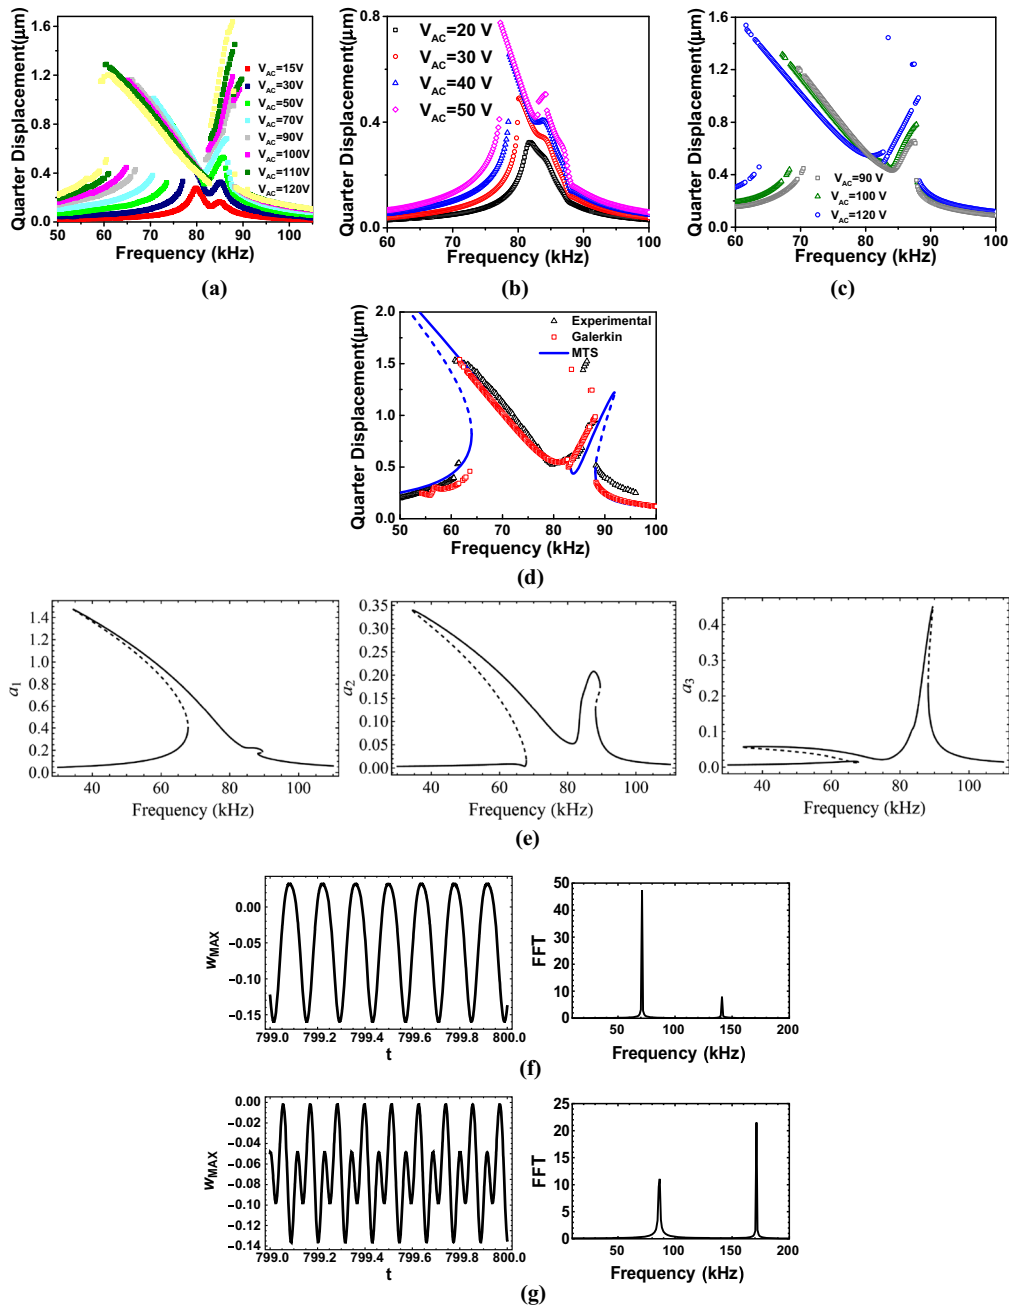 Quarter Displacement(μm)
1.6
1.2
0.8
0.4
0.0
50 60 70 80 90 100
Frequency (kHz)
V_AC=15V
V_AC=30V
V_AC=50V
V_AC=70V
V_AC=90V
V_AC=100V
V_AC=110V
V_AC=120V
(a)
Quarter Displacement(μm)
0.8
0.4
0.0
60 70 80 90 100
Frequency (kHz)
V_AC=20 V
V_AC=30 V
V_AC=40 V
V_AC=50 V
(b)
Quarter Displacement(μm)
1.6
1.2
0.8
0.4
0.0
60 70 80 90 100
Frequency (kHz)
V_AC=90 V
V_AC=100 V
V_AC=120 V
(c)
Quarter Displacement(μm)
2.0
1.5
1.0
0.5
0.0
50 60 70 80 90 100
Frequency (kHz)
Experimental
Galerkin
MTS
(d)
a_1
1.4
1.2
1.0
0.8
0.6
0.4
0.2
0.0
40 60 80 100
Frequency (kHz)
a_2
0.35
0.30
0.25
0.20
0.15
0.10
0.05
0.00
40 60 80 100
Frequency (kHz)
a_3
0.4
0.3
0.2
0.1
0.0
40 60 80 100
Frequency (kHz)
(e)
w_MAX
0.00
−0.05
−0.10
−0.15
799.0 799.2 799.4 799.6 799.8 800.0
t
FFT
50
40
30
20
10
0
50 100 150 200
Frequency (kHz)
(f)
w_MAX
0.00
−0.02
−0.04
−0.06
−0.08
−0.10
−0.12
−0.14
799.0 799.2 799.4 799.6 799.8 800.0
t
FFT
25
20
15
10
5
0
50 100 150 200
Frequency (kHz)
(g)